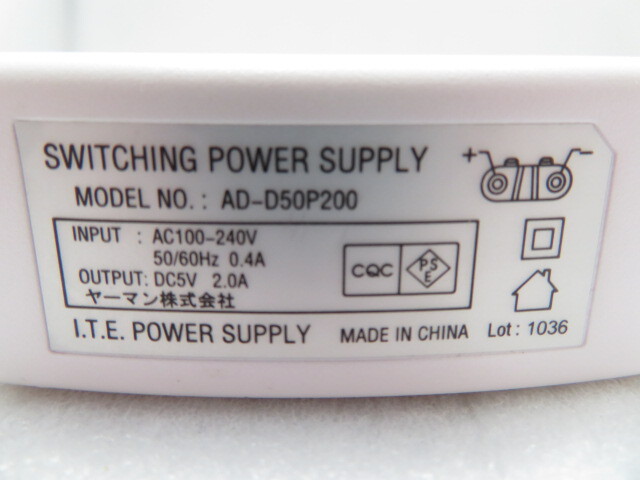 SWITCHING POWER SUPPLY
MODEL NO. : AD-D50P200
INPUT : AC100-240V
50/60Hz 0.4A
OUTPUT: DC5V 2.0A
ヤーマン株式会社
CQC
PSE
+ -
I.T.E. POWER SUPPLY MADE IN CHINA Lot : 1036